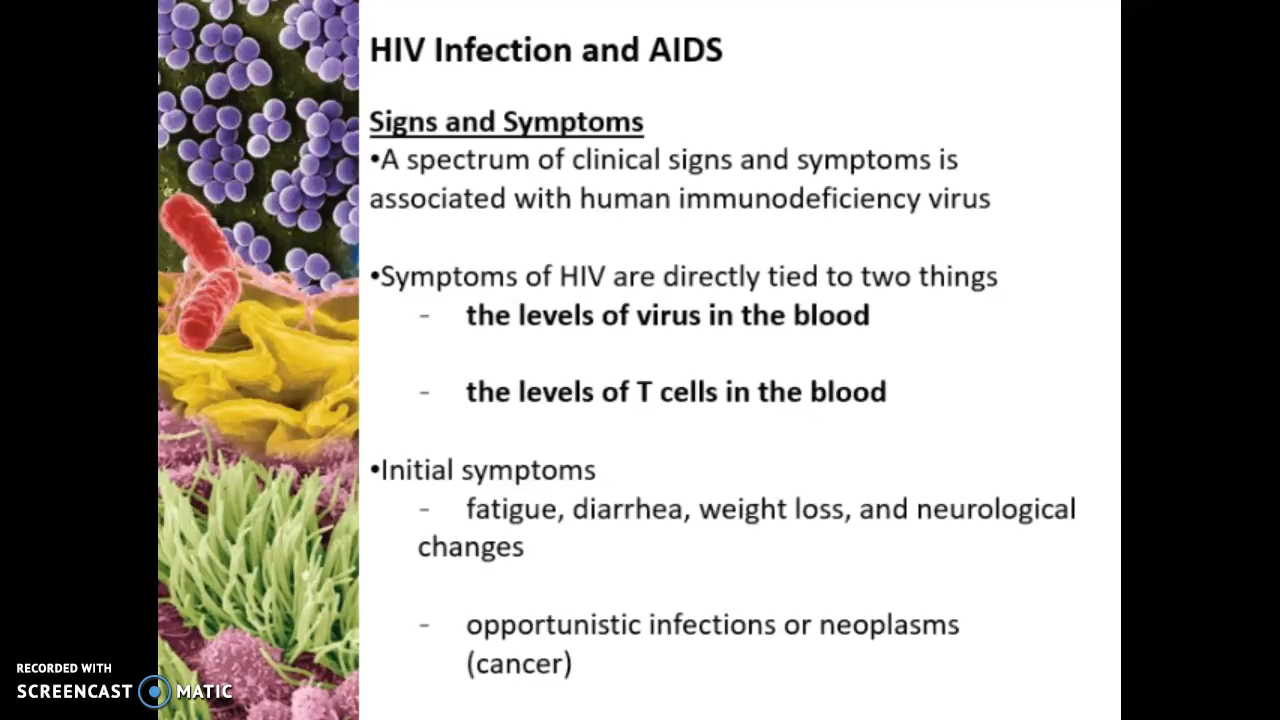 HIV Infection and AIDS
Signs and Symptoms
•A spectrum of clinical signs and symptoms is
associated with human immunodeficiency virus
•Symptoms of HIV are directly tied to two things
- the levels of virus in the blood
- the levels of T cells in the blood
•Initial symptoms
- fatigue, diarrhea, weight loss, and neurological
changes
- opportunistic infections or neoplasms
(cancer)
RECORDED WITH
SCREENCAST MATIC